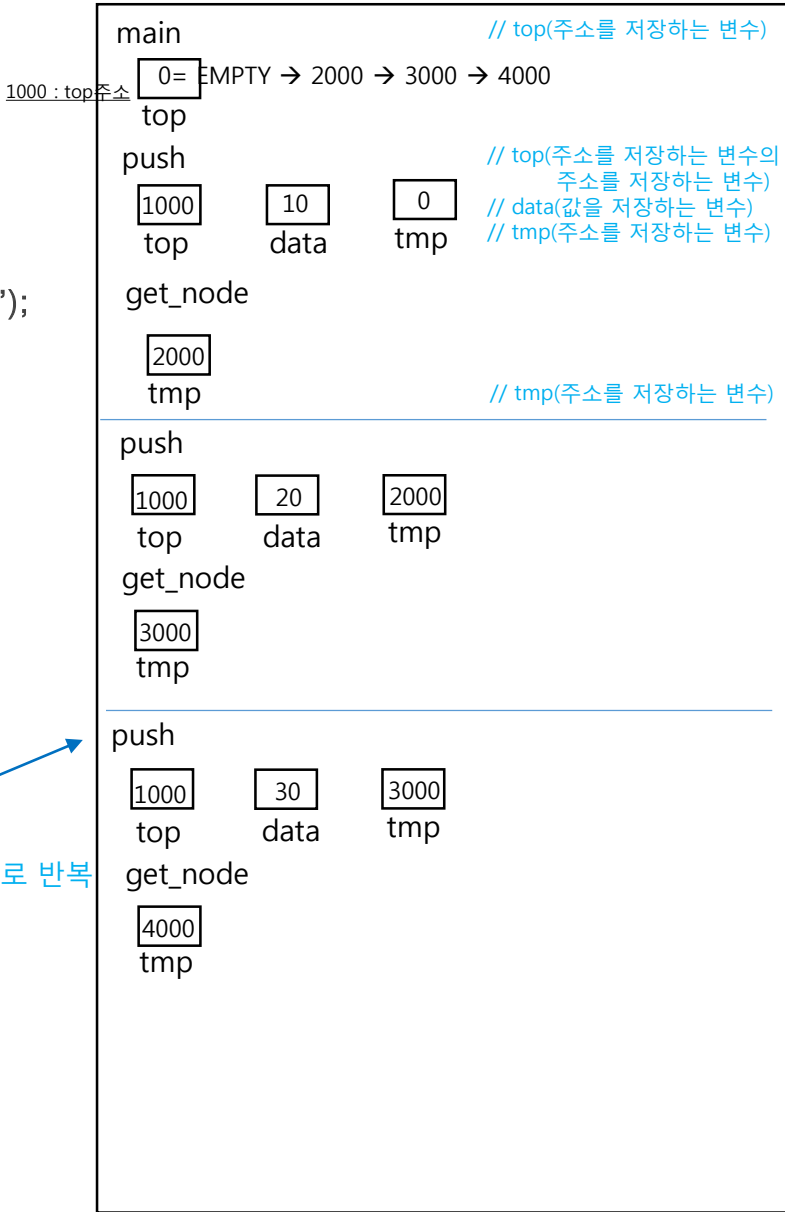 main
// top(주소를 저장하는 변수)
1000 : top주소
0= EMPTY → 2000 → 3000 → 4000
top
push
// top(주소를 저장하는 변수의
주소를 저장하는 변수)
1000 10 0
// data(값을 저장하는 변수)
top data tmp
// tmp(주소를 저장하는 변수)
get_node
");
2000
tmp
// tmp(주소를 저장하는 변수)
push
1000 20 2000
top data tmp
get_node
3000
tmp
push
1000 30 3000
top data tmp
로 반복
get_node
4000
tmp